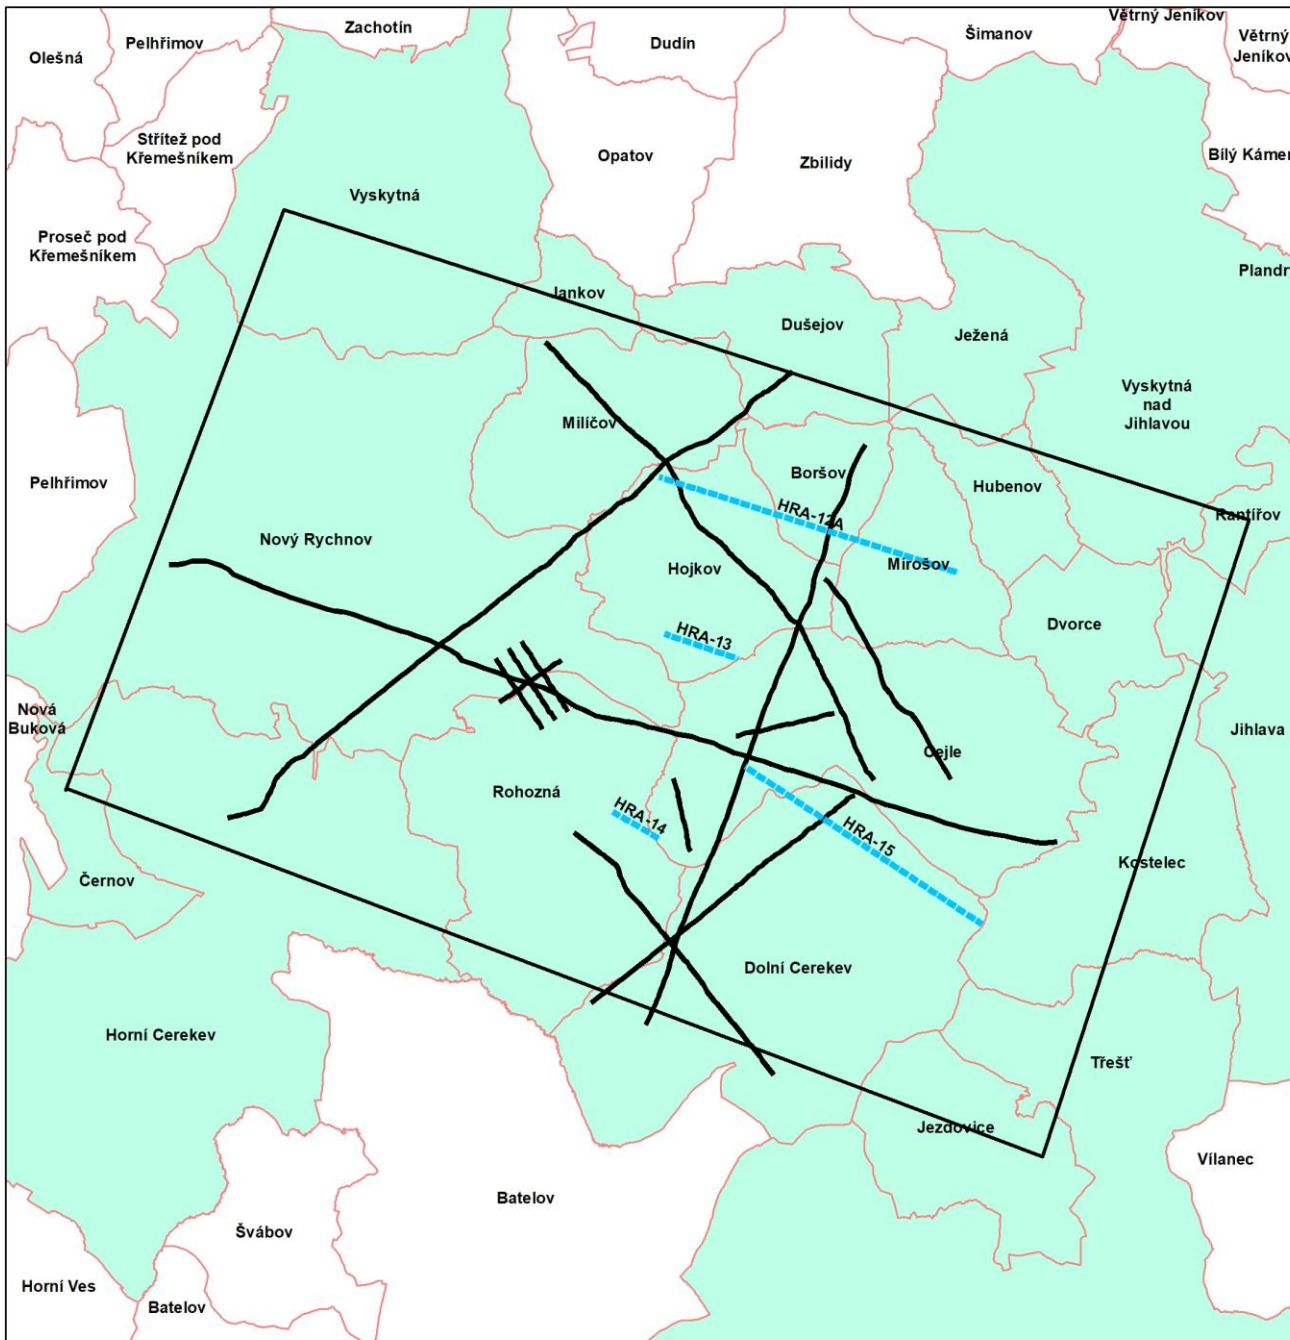 Olešná
Pelhřimov
Zachotín
Dudín
Šimanov
Větrný Jeníkov
Větrný
Jeníkov
Střítež pod
Křemešníkem
Opatov
Zbilidy
Bílý Kámen
Vyskytná
Proseč pod
Křemešníkem
Plandry
Jankov
Dušejov
Ježená
Vyskytná
nad
Jihlavou
Milíčov
Pelhřimov
Boršov
Hubenov
HRA-12A
Rantířov
Nový Rychnov
Hojkov
Mirošov
Dvorce
HRA-13
Nová
Buková
Jihlava
Cejle
Rohozná
HRA-14
HRA-15
Kostelec
Černov
Dolní Cerekev
Horní Cerekev
Třešť
Jezdovice
Vílanec
Batelov
Švábov
Horní Ves
Batelov